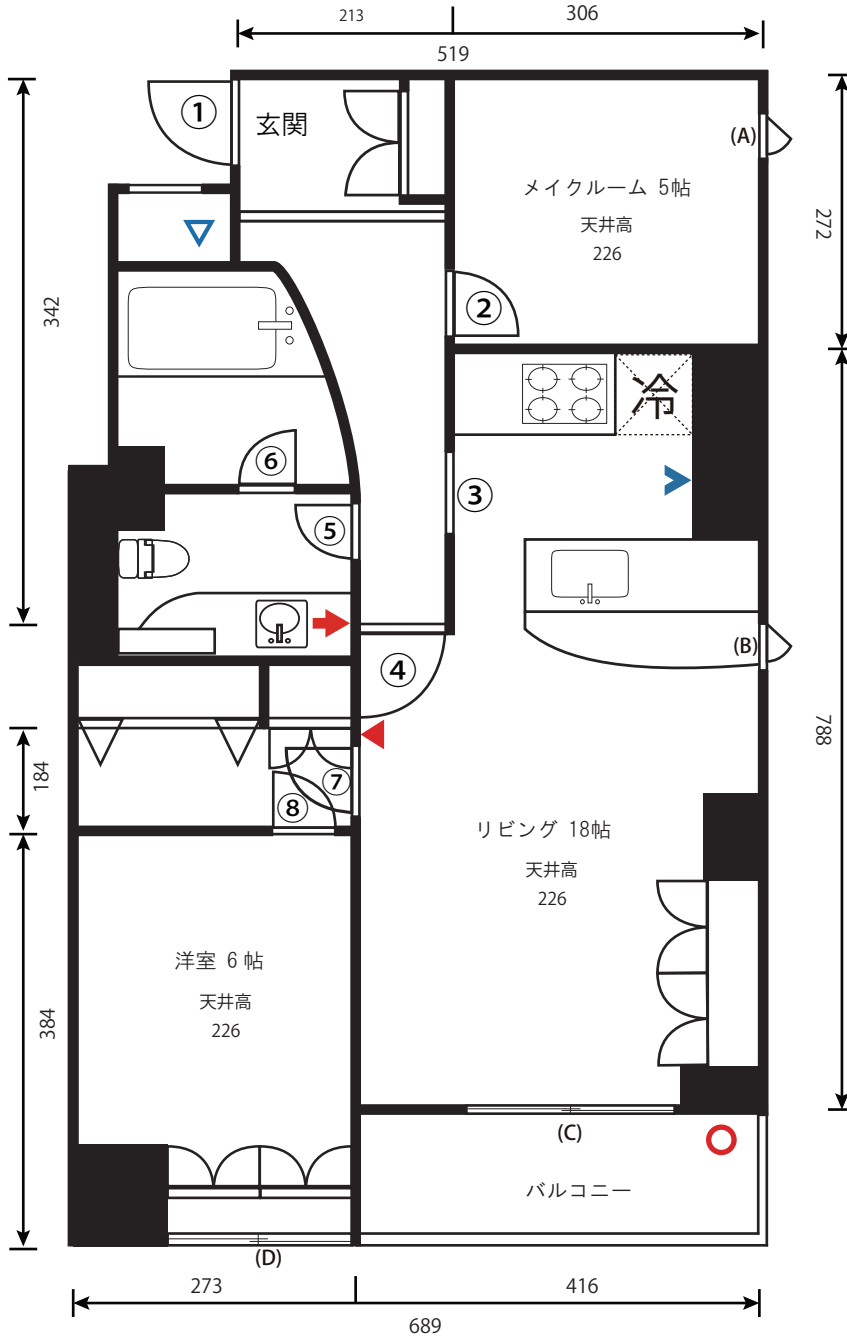 213
306
519
①
玄関
(A)
メイクルーム 5帖
天井高
226
272
342
②
冷
⑥
③
⑤
(B)
④
788
184
⑦
⑧
リビング 18帖
天井高
226
洋室 6 帖
天井高
226
384
(C)
バルコニー
(D)
273
416
689